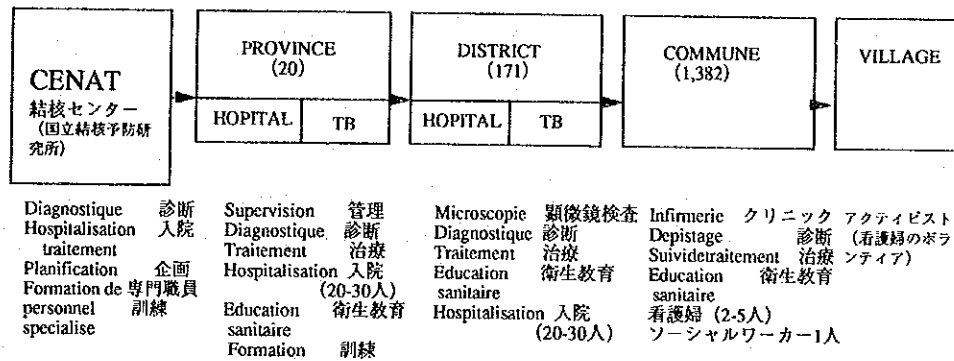 CENAT
結核センター
(国立結核予防研
究所)
PROVINCE
(20)
HOPITAL TB
DISTRICT
(171)
HOPITAL TB
COMMUNE
(1,382)
VILLAGE
Diagnostique 診断
Hospitalisation 入院
traitement
Planification 企画
Formation de 専門職員
personnel 訓練
specialise
Supervision 管理
Diagnostique 診断
Traitement 治療
Hospitalisation 入院
(20-30人)
Education 衛生教育
sanitaire
Formation 訓練
Microscopie 顕微鏡検査
Diagnostique 診断
Traitement 治療
Education 衛生教育
sanitaire
Hospitalisation 入院
(20-30人)
Infirmerie クリニック
Depistage 診断
Suividetraitement 治療
Education 衛生教育
sanitaire
看護婦 (2-5人)
ソーシャルワーカー1人
アクティビスト
(看護婦のボラ
ンティア)